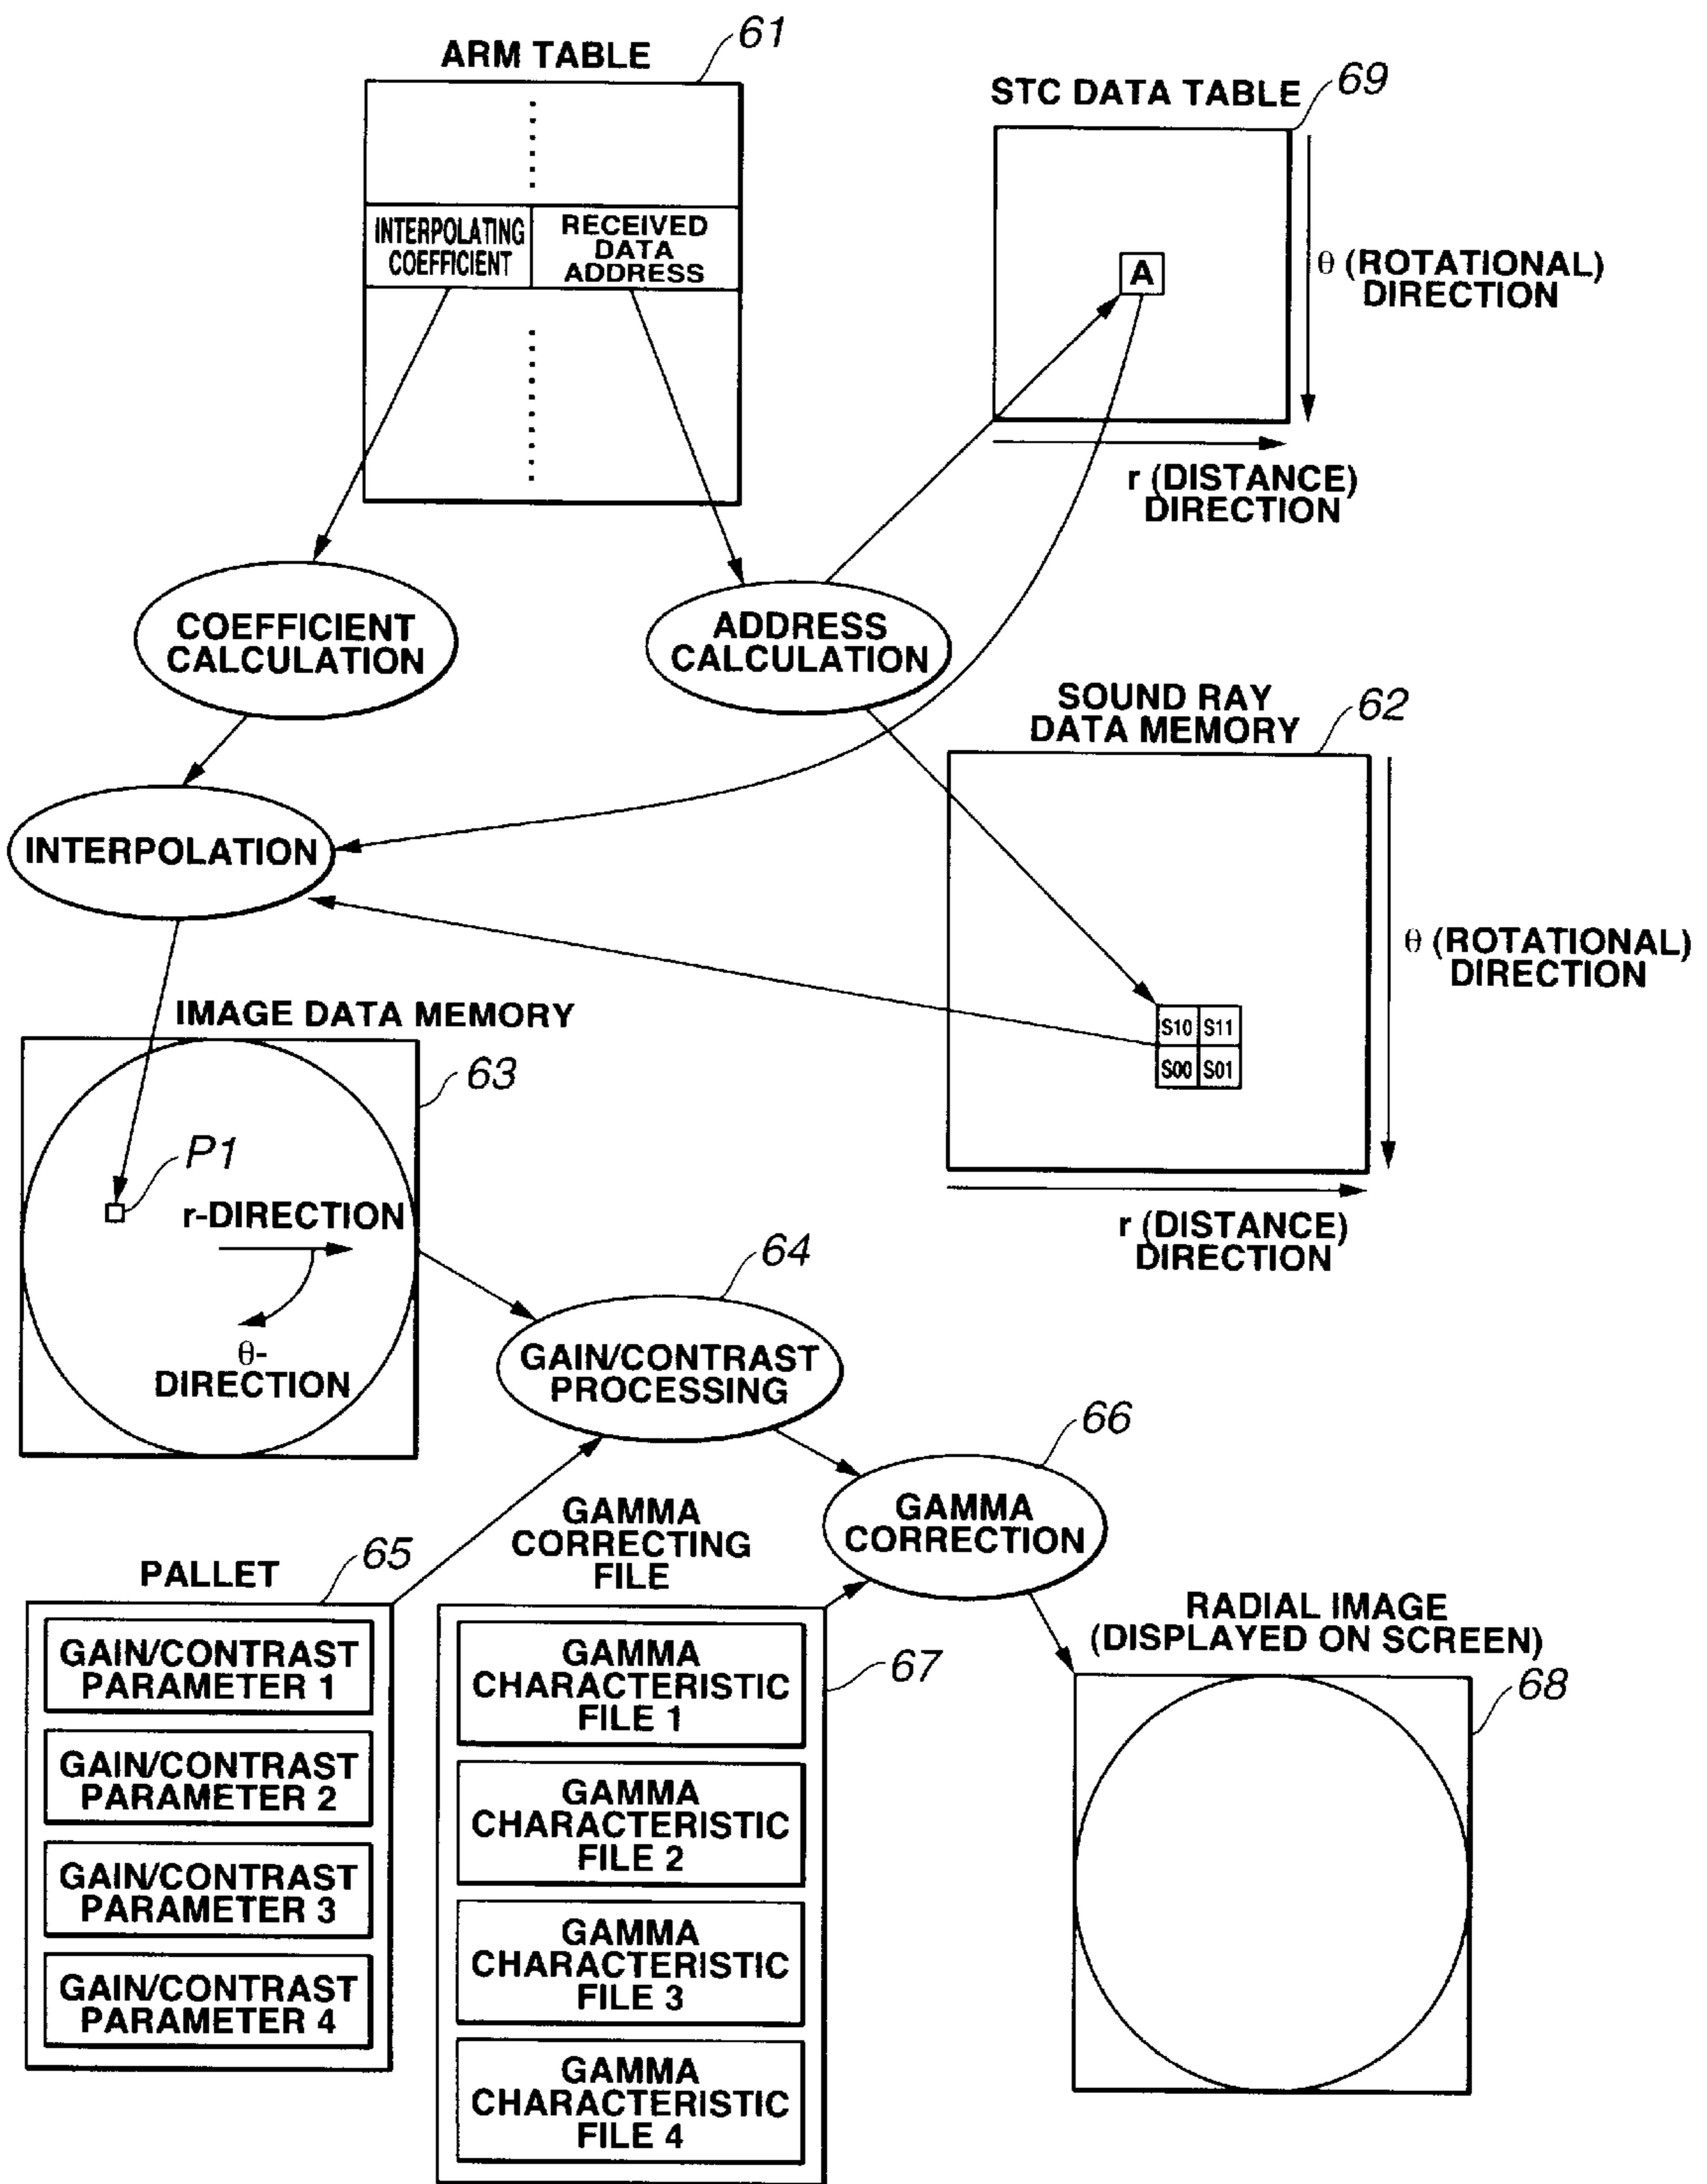 ARM TABLE
61
INTERPOLATING
COEFFICIENT
RECEIVED
DATA
ADDRESS
STC DATA TABLE
69
A
θ (ROTATIONAL)
DIRECTION
r (DISTANCE)
DIRECTION
COEFFICIENT
CALCULATION
ADDRESS
CALCULATION
SOUND RAY
DATA MEMORY
62
INTERPOLATION
S10 S11
S00 S01
θ (ROTATIONAL)
DIRECTION
r (DISTANCE)
DIRECTION
IMAGE DATA MEMORY
63
P1
r-DIRECTION
θ-
DIRECTION
64
GAIN/CONTRAST
PROCESSING
66
GAMMA
CORRECTION
PALLET
65
GAIN/CONTRAST
PARAMETER 1
GAIN/CONTRAST
PARAMETER 2
GAIN/CONTRAST
PARAMETER 3
GAIN/CONTRAST
PARAMETER 4
GAMMA
CORRECTING
FILE
67
GAMMA
CHARACTERISTIC
FILE 1
GAMMA
CHARACTERISTIC
FILE 2
GAMMA
CHARACTERISTIC
FILE 3
GAMMA
CHARACTERISTIC
FILE 4
RADIAL IMAGE
(DISPLAYED ON SCREEN)
68